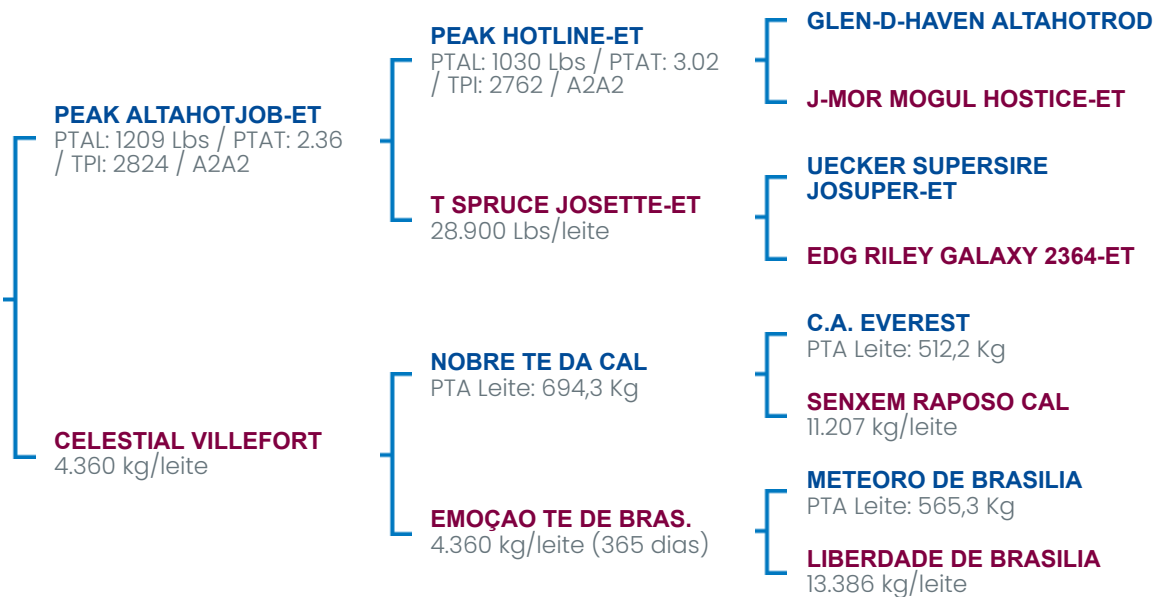 PEAK ALTAHOTJOB-ET
PTAL: 1209 Lbs / PTAT: 2.36
/ TPI: 2824 / A2A2
CELESTIAL VILLEFORT
4.360 kg/leite
PEAK HOTLINE-ET
PTAL: 1030 Lbs / PTAT: 3.02
/ TPI: 2762 / A2A2
T SPRUCE JOSETTE-ET
28.900 Lbs/leite
NOBRE TE DA CAL
PTA Leite: 694,3 Kg
EMOÇAO TE DE BRAS.
4.360 kg/leite (365 dias)
GLEN-D-HAVEN ALTAHOTROD
J-MOR MOGUL HOSTICE-ET
UECKER SUPERSIRE
JOSUPER-ET
EDG RILEY GALAXY 2364-ET
C.A. EVEREST
PTA Leite: 512,2 Kg
SENXEM RAPOSO CAL
11.207 kg/leite
METEORO DE BRASILIA
PTA Leite: 565,3 Kg
LIBERDADE DE BRASILIA
13.386 kg/leite